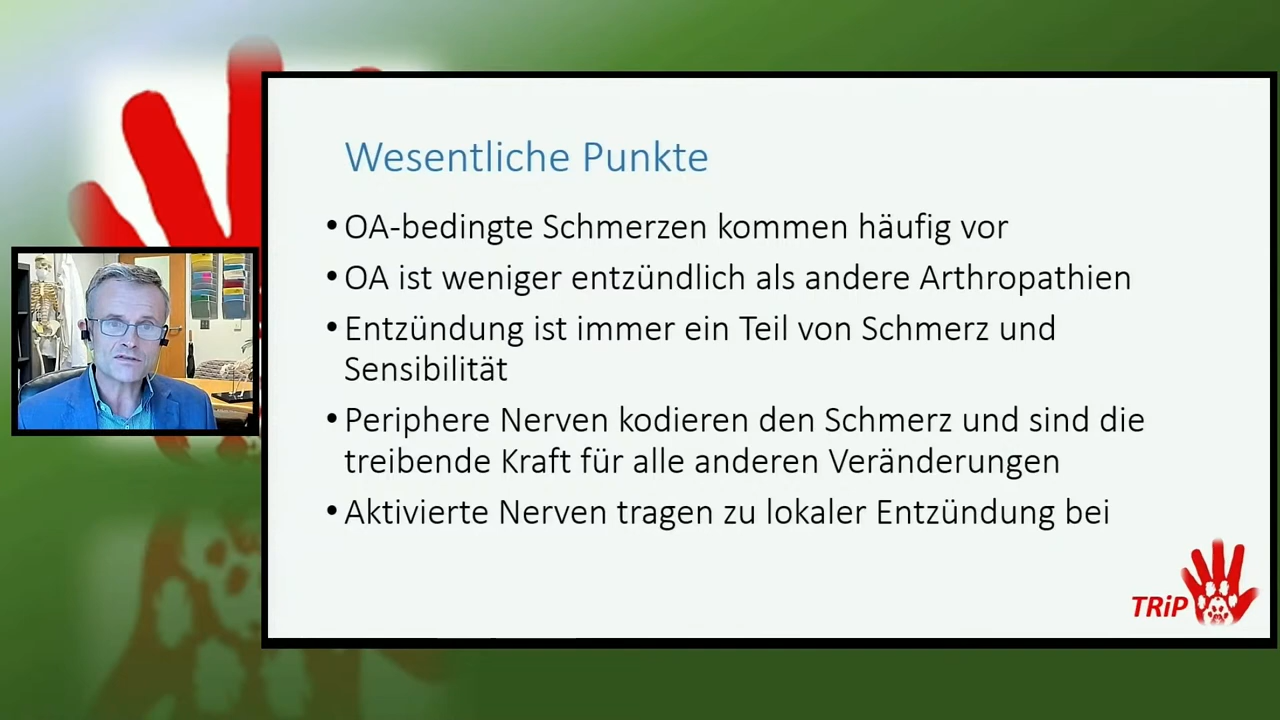 Wesentliche Punkte
• OA-bedingte Schmerzen kommen häufig vor
• OA ist weniger entzündlich als andere Arthropathien
• Entzündung ist immer ein Teil von Schmerz und
Sensibilität
• Periphere Nerven kodieren den Schmerz und sind die
treibende Kraft für alle anderen Veränderungen
• Aktivierte Nerven tragen zu lokaler Entzündung bei
TRiP